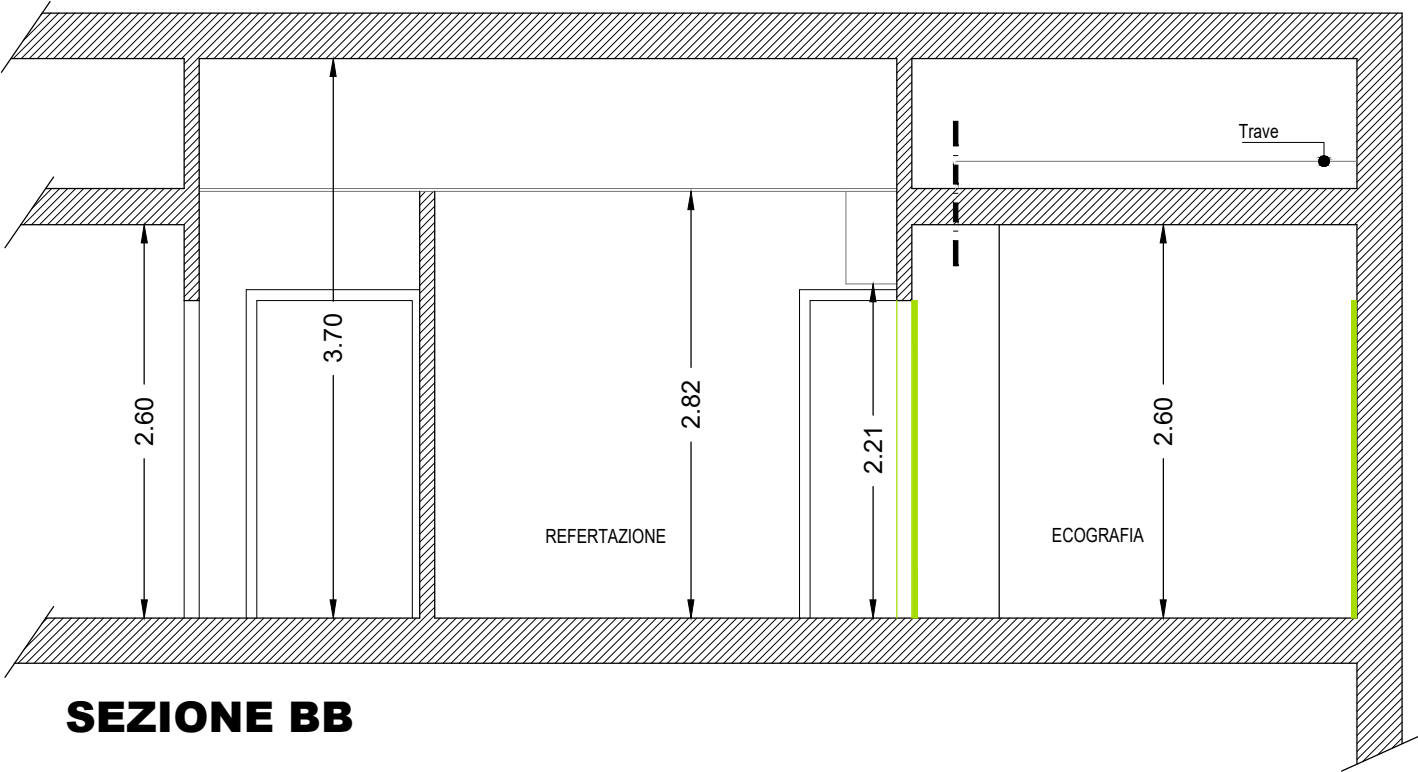 Trave
3.70
2.60
2.82
2.21
2.60
REFERTAZIONE
ECOGRAFIA
SEZIONE BB